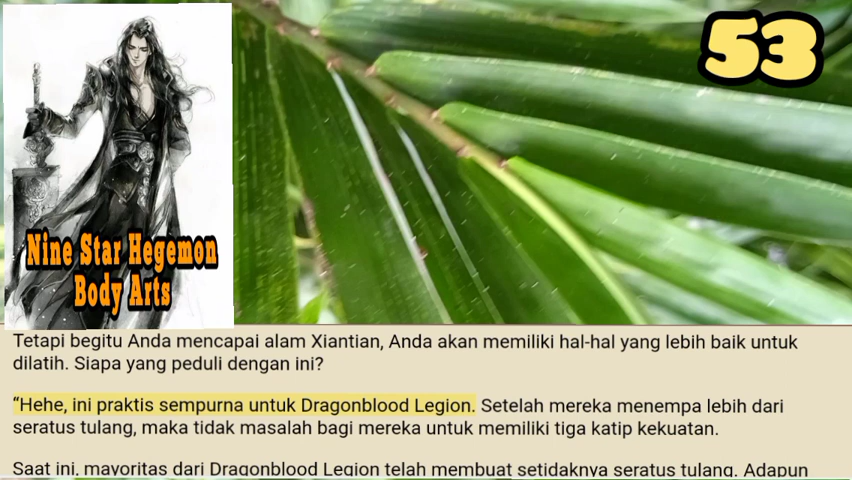 53
Nine Star Hegemon
Body Arts
Tetapi begitu Anda mencapai alam Xiantian, Anda akan memiliki hal-hal yang lebih baik untuk
dilatih. Siapa yang peduli dengan ini?
“Hehe, ini praktis sempurna untuk Dragonblood Legion. Setelah mereka menempa lebih dari
seratus tulang, maka tidak masalah bagi mereka untuk memiliki tiga katip kekuatan.
Saat ini, mayoritas dari Dragonblood Legion telah membuat setidaknya seratus tulang. Adapun